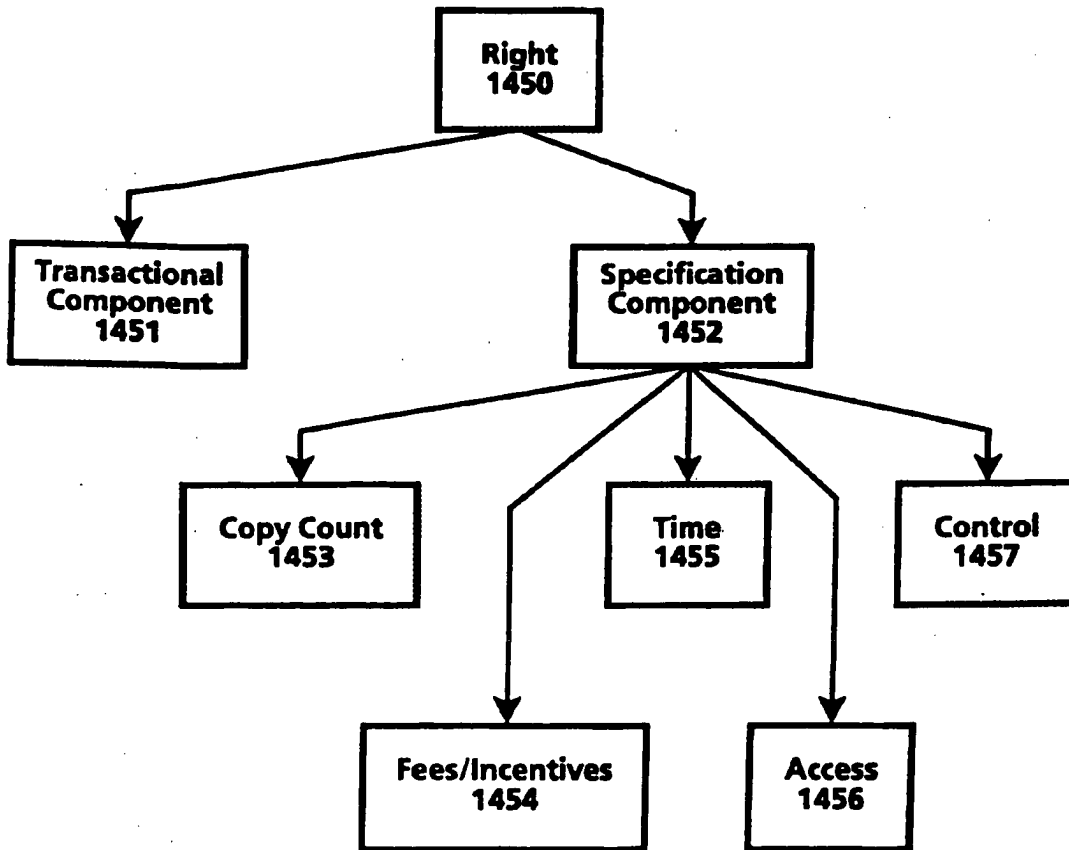 Right
1450
Transactional
Component
1451
Specification
Component
1452
Copy Count
1453
Time
1455
Control
1457
Fees/Incentives
1454
Access
1456